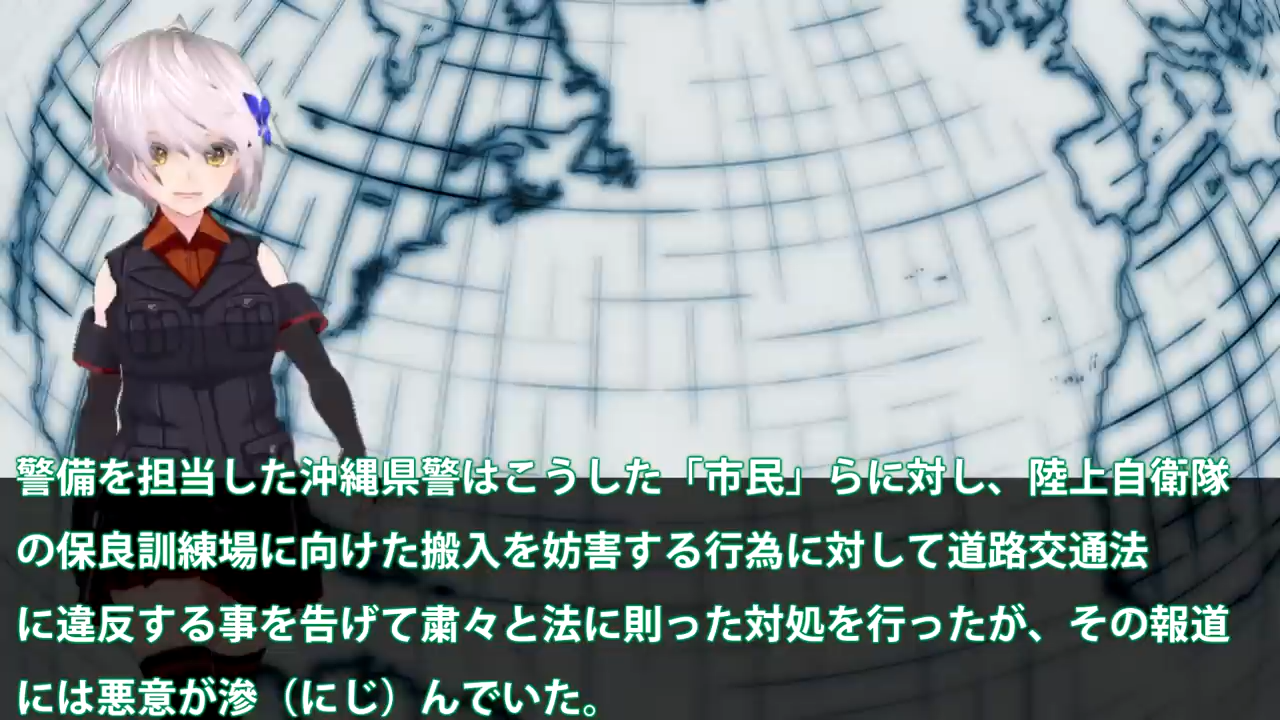 警備を担当した沖縄県警はこうした「市民」らに対し、陸上自衛隊
の保良訓練場に向けた搬入を妨害する行為に対して道路交通法
に違反する事を告げて粛々と法に則った対処を行ったが、その報道
には悪意が滲（にじ）んでいた。